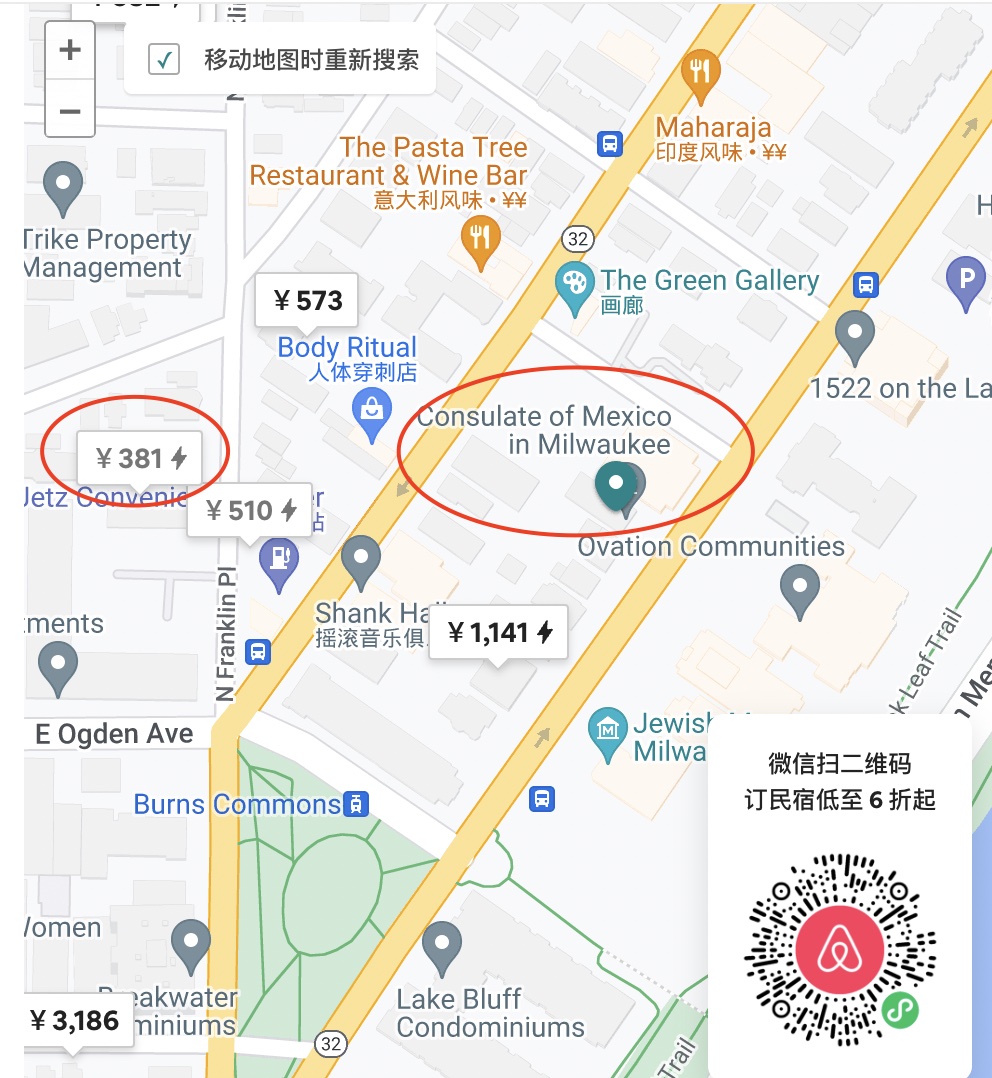 移动地图时重新搜索
Maharaja
印度风味 • ¥¥
The Pasta Tree
Restaurant & Wine Bar
意大利风味 • ¥¥
Trike Property
Management
32
The Green Gallery
画廊
P
¥ 573
Body Ritual
人体穿刺店
1522 on the La
Consulate of Mexico
in Milwaukee
¥ 381
Jetz Convenie
¥ 510
er
站
Ovation Communities
N Franklin Pl
Shank Ha
摇滚音乐俱
¥ 1,141
tments
k-Leaf-Trail
E Ogden Ave
Jewish M
Milwa
微信扫二维码
订民宿低至 6 折起
Burns Commons
Women
Breakwater
miniums
¥ 3,186
Lake Bluff
Condominiums
32
Trail